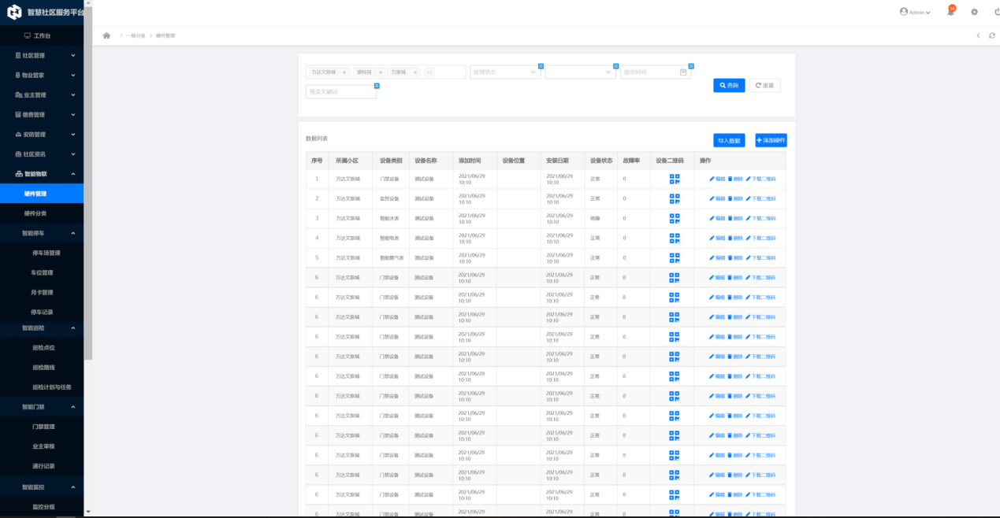 智慧社区服务平台
Admin
50
工作台
一级分类 > 硬件管理
社区管理
物业管家
业主管理
缴费管理
安防管理
社区资讯
智能物联
硬件管理
硬件分类
智能停车
停车场管理
车位管理
月卡管理
停车记录
智能巡检
巡检点位
巡检路线
巡检计划与任务
智能门禁
门禁管理
业主审核
通行记录
智能监控
监控分组
万达文旅城 × 碧桂园 × 万象城 × +1 处理状态 提交时间
查询 重置
搜索关键词
数据列表 导入数据 +添加硬件
序号 所属小区 设备类别 设备名称 添加时间 设备位置 安装日期 设备状态 故障率 设备二维码 操作
1 万达文旅城 门禁设备 测试设备 2021/06/29 10:10 2021/06/29 10:10 正常 0 编辑 删除 下载二维码
2 万达文旅城 监控设备 测试设备 2021/06/29 10:10 2021/06/29 10:10 正常 0 编辑 删除 下载二维码
3 万达文旅城 智能水表 测试设备 2021/06/29 10:10 2021/06/29 10:10 故障 0 编辑 删除 下载二维码
4 万达文旅城 智能电表 测试设备 2021/06/29 10:10 2021/06/29 10:10 正常 0 编辑 删除 下载二维码
5 万达文旅城 智能燃气表 测试设备 2021/06/29 10:10 2021/06/29 10:10 正常 0 编辑 删除 下载二维码
6 万达文旅城 门禁设备 测试设备 2021/06/29 10:10 2021/06/29 10:10 正常 0 编辑 删除 下载二维码
6 万达文旅城 门禁设备 测试设备 2021/06/29 10:10 2021/06/29 10:10 正常 0 编辑 删除 下载二维码
6 万达文旅城 门禁设备 测试设备 2021/06/29 10:10 2021/06/29 10:10 正常 0 编辑 删除 下载二维码
6 万达文旅城 门禁设备 测试设备 2021/06/29 10:10 2021/06/29 10:10 正常 0 编辑 删除 下载二维码
6 万达文旅城 门禁设备 测试设备 2021/06/29 10:10 2021/06/29 10:10 正常 0 编辑 删除 下载二维码
6 万达文旅城 门禁设备 测试设备 2021/06/29 10:10 2021/06/29 10:10 正常 0 编辑 删除 下载二维码
6 万达文旅城 门禁设备 测试设备 2021/06/29 10:10 2021/06/29 10:10 正常 0 编辑 删除 下载二维码
6 万达文旅城 门禁设备 测试设备 2021/06/29 10:10 2021/06/29 10:10 正常 0 编辑 删除 下载二维码
6 万达文旅城 门禁设备 测试设备 2021/06/29 10:10 2021/06/29 10:10 正常 0 编辑 删除 下载二维码
6 万达文旅城 门禁设备 测试设备 2021/06/29 10:10 2021/06/29 10:10 正常 0 编辑 删除 下载二维码
6 万达文旅城 门禁设备 测试设备 2021/06/29 10:10 2021/06/29 10:10 正常 0 编辑 删除 下载二维码
6 万达文旅城 门禁设备 测试设备 2021/06/29 10:10 2021/06/29 10:10 正常 0 编辑 删除 下载二维码
6 万达文旅城 门禁设备 测试设备 2021/06/29 2021/06/29 正常 0 编辑 删除 下载二维码